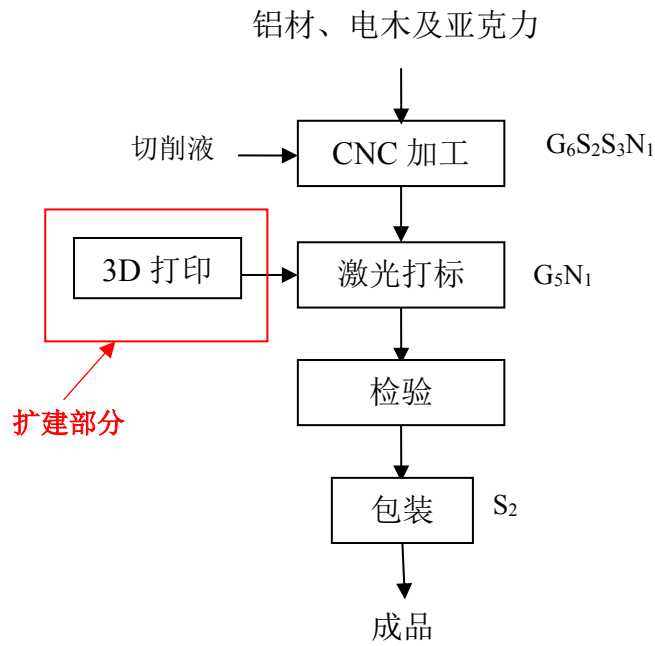 铝材、电木及亚克力
切削液
CNC 加工
G₆S₂S₃N₁
3D 打印
激光打标
G₅N₁
检验
扩建部分
包装
S₂
成品